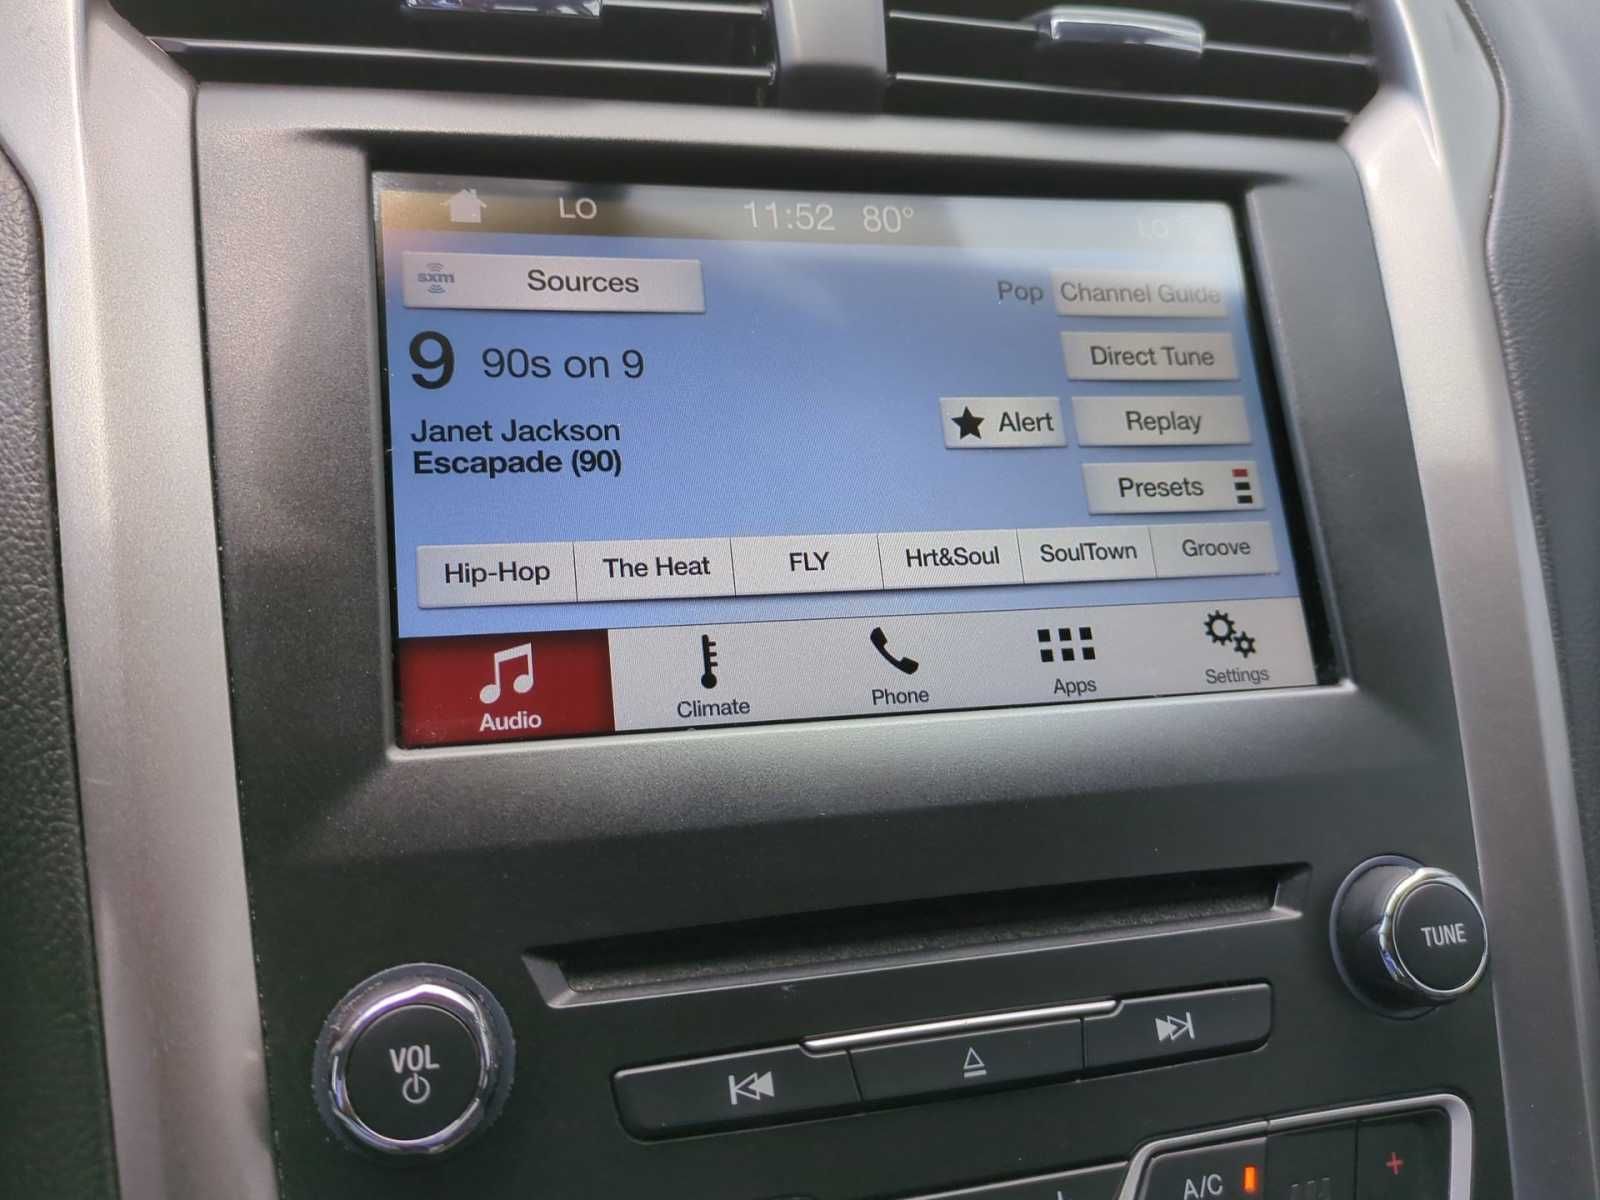 LO 11:52 80° LO
sxm Sources
Pop Channel Guide
9 90s on 9
Direct Tune
Janet Jackson
Escapade (90)
Alert Replay
Presets
Hip-Hop The Heat FLY Hrt&Soul SoulTown Groove
Audio Climate Phone Apps Settings
TUNE
VOL
A/C +